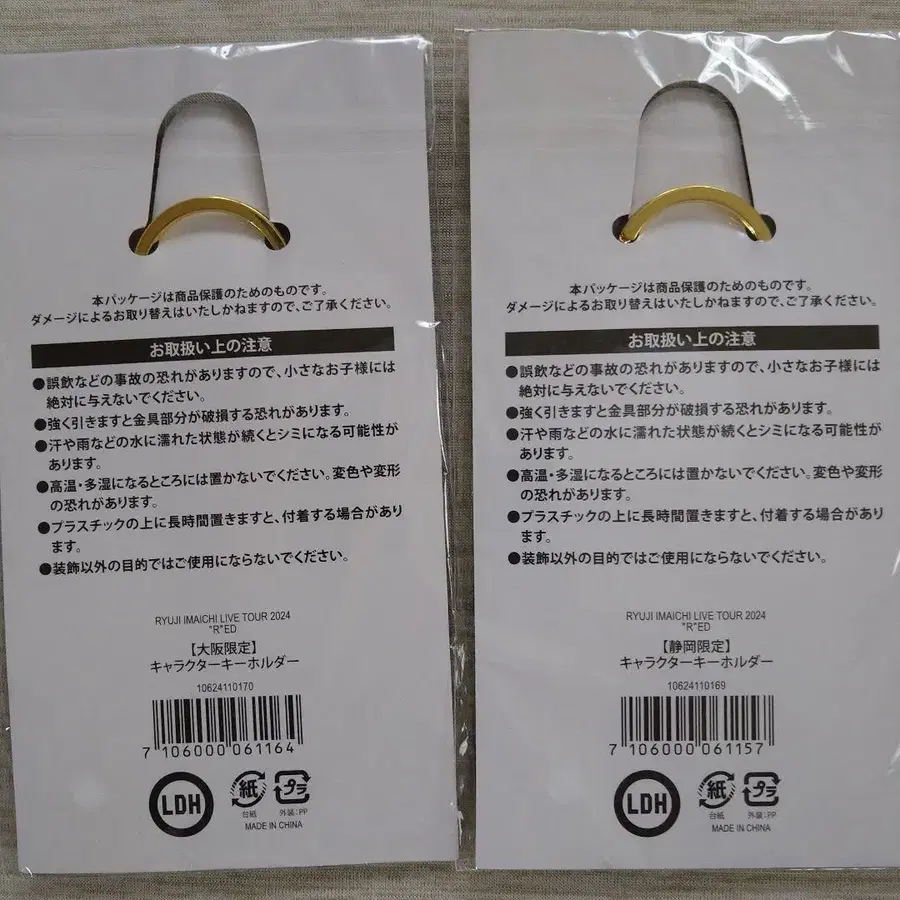 本パッケージは商品保護のためのものです。
ダメージによるお取り替えはいたしかねますので、ご了承ください。
お取扱い上の注意
●誤飲などの事故の恐れがありますので、小さなお子様には
絶対に与えないでください。
●強く引きますと金具部分が破損する恐れがあります。
●汗や雨などの水に濡れた状態が続くとシミになる可能性が
あります。
●高温・多湿になるところには置かないでください。変色や変形
の恐れがあります。
●プラスチックの上に長時間置きますと、付着する場合があり
ます。
●装飾以外の目的ではご使用にならないでください。
RYUJI IMAICHI LIVE TOUR 2024
"R"ED
【大阪限定】
キャラクターキーホルダー
10624110170
7 106000 061164
LDH
紙
プラ
台紙
外装:PP
MADE IN CHINA
本パッケージは商品保護のためのものです。
ダメージによるお取り替えはいたしかねますので、ご了承ください。
お取扱い上の注意
●誤飲などの事故の恐れがありますので、小さなお子様には
絶対に与えないでください。
●強く引きますと金具部分が破損する恐れがあります。
●汗や雨などの水に濡れた状態が続くとシミになる可能性が
あります。
●高温・多湿になるところには置かないでください。変色や変形
の恐れがあります。
●プラスチックの上に長時間置きますと、付着する場合があり
ます。
●装飾以外の目的ではご使用にならないでください。
RYUJI IMAICHI LIVE TOUR 2024
"R"ED
【静岡限定】
キャラクターキーホルダー
10624110169
7 106000 061157
LDH
紙
プラ
台紙
外装:PP
MADE IN CHINA